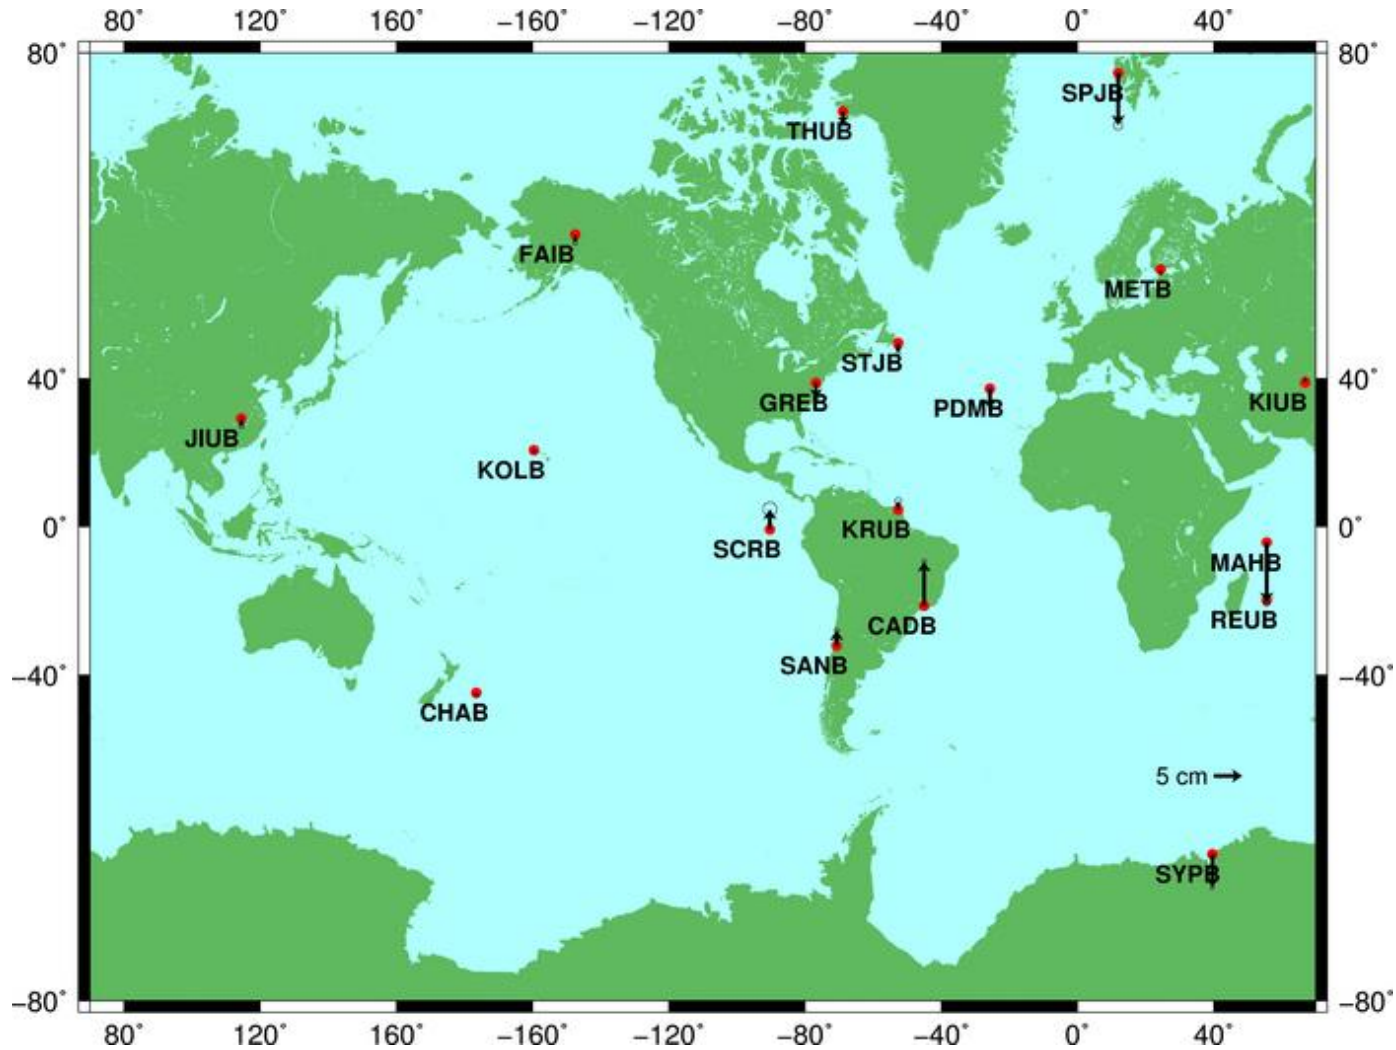 80° 120° 160° −160° −120° −80° −40° 0° 40°
80° 80°
SPJB
THUB
FAIB
METB
STJB
40° 40°
GREB
PDMB
KIUB
JIUB
KOLB
0° 0°
KRUB
SCRB
MAHB
REUB
CADB
SANB
−40° −40°
CHAB
5 cm
SYPB
−80° −80°
80° 120° 160° −160° −120° −80° −40° 0° 40°